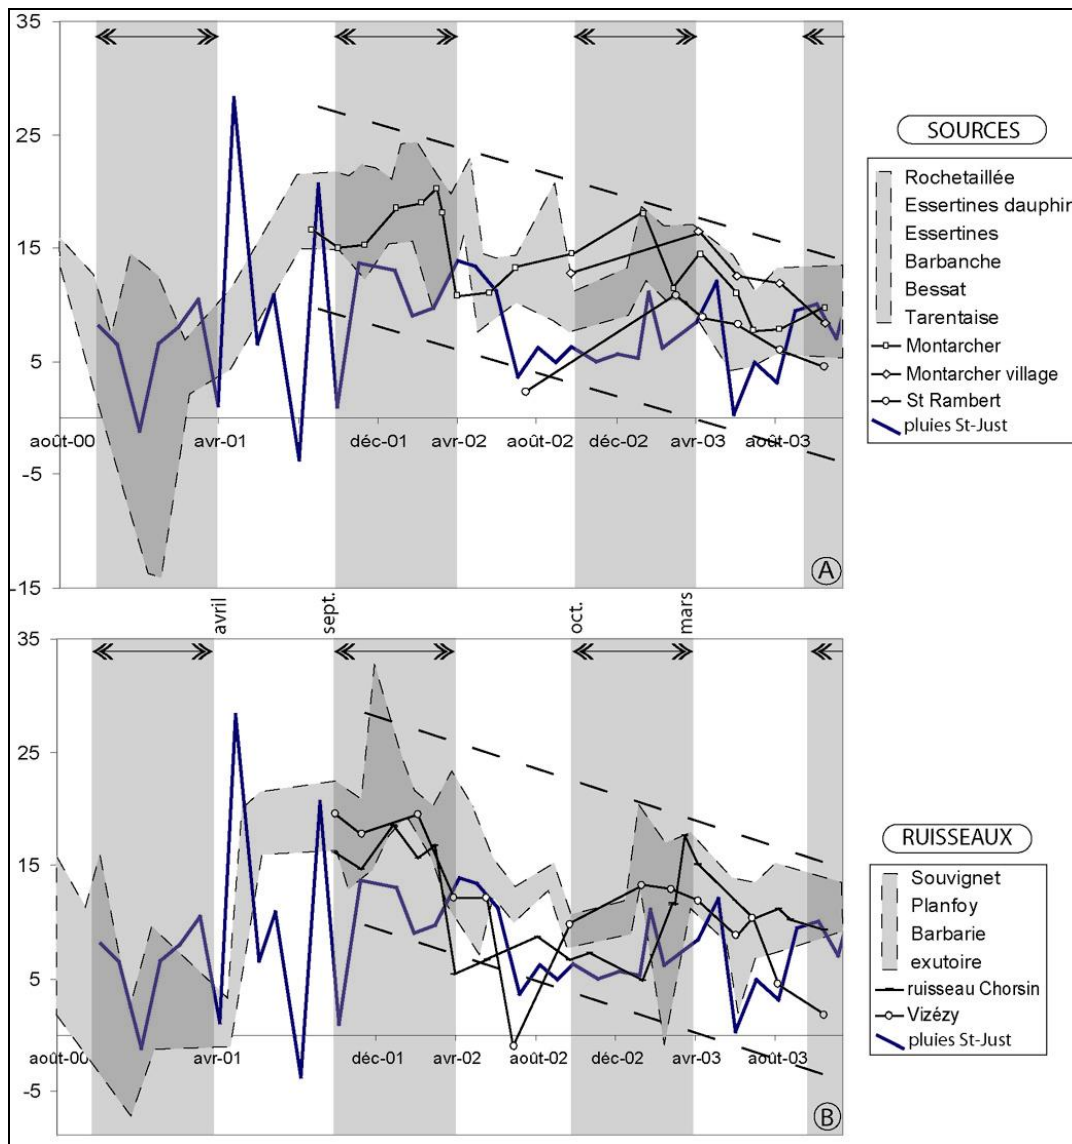 35
25
15
5
-5
-15
août-00
avr-01
déc-01
avr-02
août-02
déc-02
avr-03
août-03
A
SOURCES
Rochetaillée
Essertines dauphin
Essertines
Barbanche
Bessat
Tarentaise
Montarcher
Montarcher village
St Rambert
pluies St-Just
avril
sept.
oct.
mars
35
25
15
5
-5
août-00
avr-01
déc-01
avr-02
août-02
déc-02
avr-03
août-03
B
RUISSEAUX
Souvignet
Planfoy
Barbarie
exutoire
ruisseau Chorsin
Vizézy
pluies St-Just